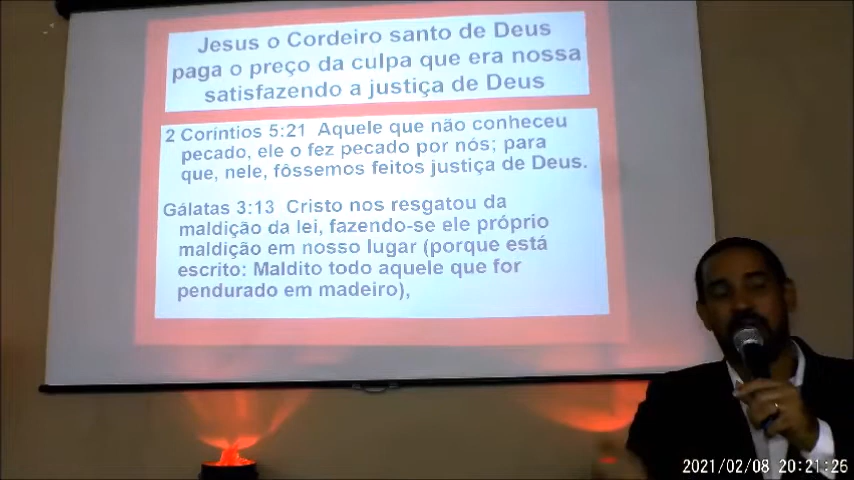 Jesus o Cordeiro santo de Deus
paga o preço da culpa que era nossa
satisfazendo a justiça de Deus
2 Coríntios 5:21 Aquele que não conheceu
pecado, ele o fez pecado por nós; para
que, nele, fôssemos feitos justiça de Deus.
Gálatas 3:13 Cristo nos resgatou da
maldição da lei, fazendo-se ele próprio
maldição em nosso lugar (porque está
escrito: Maldito todo aquele que for
pendurado em madeiro),
2021/02/08 20:21:26